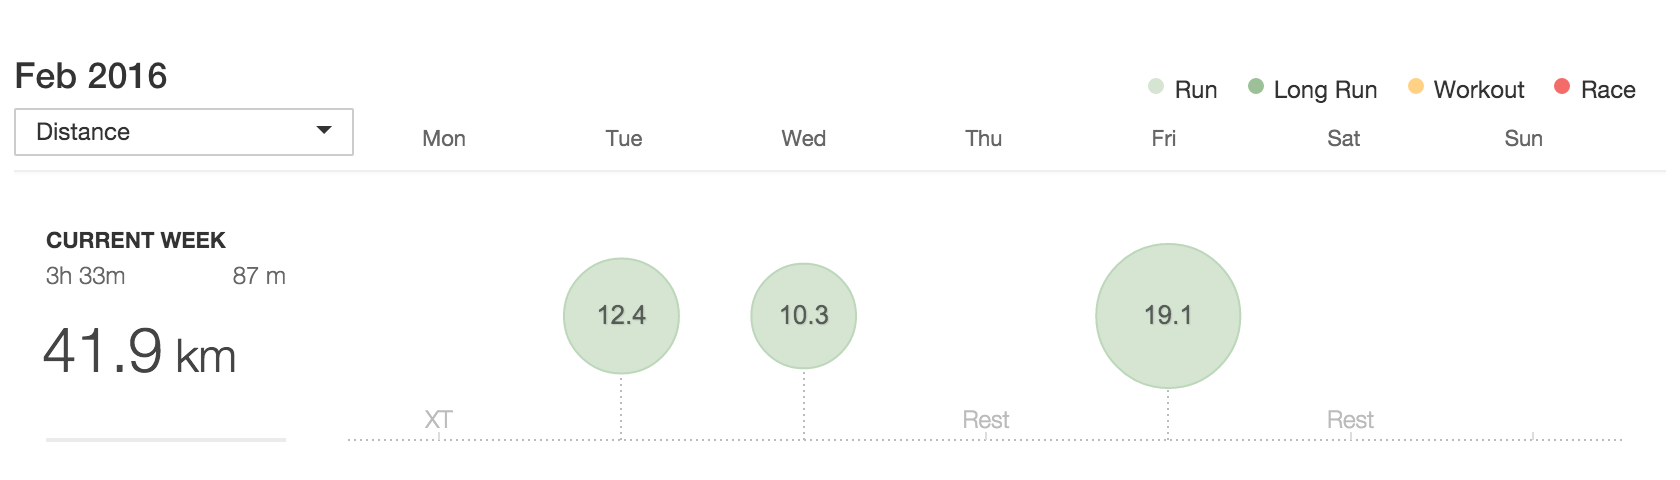 Feb 2016
Run Long Run Workout Race
Distance
Mon Tue Wed Thu Fri Sat Sun
CURRENT WEEK
3h 33m 87 m
41.9 km
12.4 10.3 19.1
XT Rest Rest